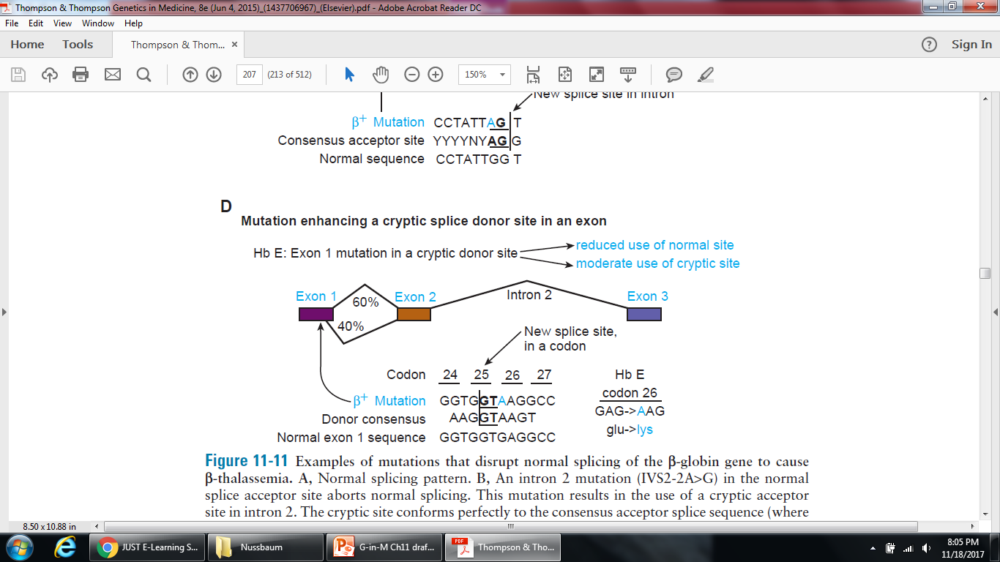 Thompson & Thompson Genetics in Medicine, 8e (Jun 4, 2015)_(1437706967)_(Elsevier).pdf - Adobe Acrobat Reader DC
File Edit View Window Help
Home Tools Thompson & Thom... × Sign In
207 (213 of 512) 150%
New splice site in intron
β+ Mutation CCTATTAG T
Consensus acceptor site YYYYNYAG G
Normal sequence CCTATTGG T
D
Mutation enhancing a cryptic splice donor site in an exon
reduced use of normal site
Hb E: Exon 1 mutation in a cryptic donor site
moderate use of cryptic site
Exon 1 60% Exon 2 Intron 2 Exon 3
40%
New splice site,
in a codon
Codon 24 25 26 27 Hb E
codon 26
β+ Mutation GGTGGTAAGGCC
GAG->AAG
Donor consensus AAGGTAAGT
glu->lys
Normal exon 1 sequence GGTGGTGAGGCC
Figure 11-11 Examples of mutations that disrupt normal splicing of the β-globin gene to cause
β-thalassemia. A, Normal splicing pattern. B, An intron 2 mutation (IVS2-2A>G) in the normal
splice acceptor site aborts normal splicing. This mutation results in the use of a cryptic acceptor
site in intron 2. The cryptic site conforms perfectly to the consensus acceptor splice sequence (where
8.50 x 10.88 in
JUST E-Learning S... Nussbaum G-in-M Ch11 draf... Thompson & Tho...
8:05 PM
11/18/2017